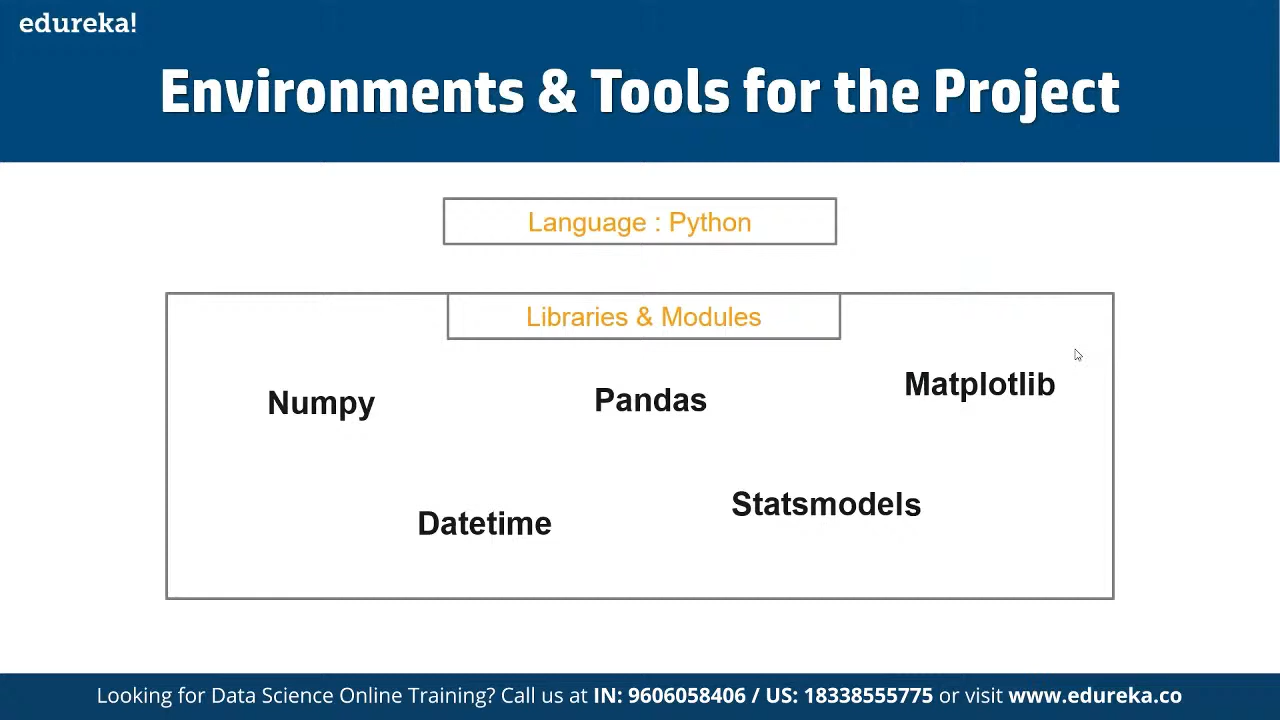 edureka!
Environments & Tools for the Project
Language : Python
Libraries & Modules
Numpy
Pandas
Matplotlib
Datetime
Statsmodels
Looking for Data Science Online Training? Call us at IN: 9606058406 / US: 18338555775 or visit www.edureka.co